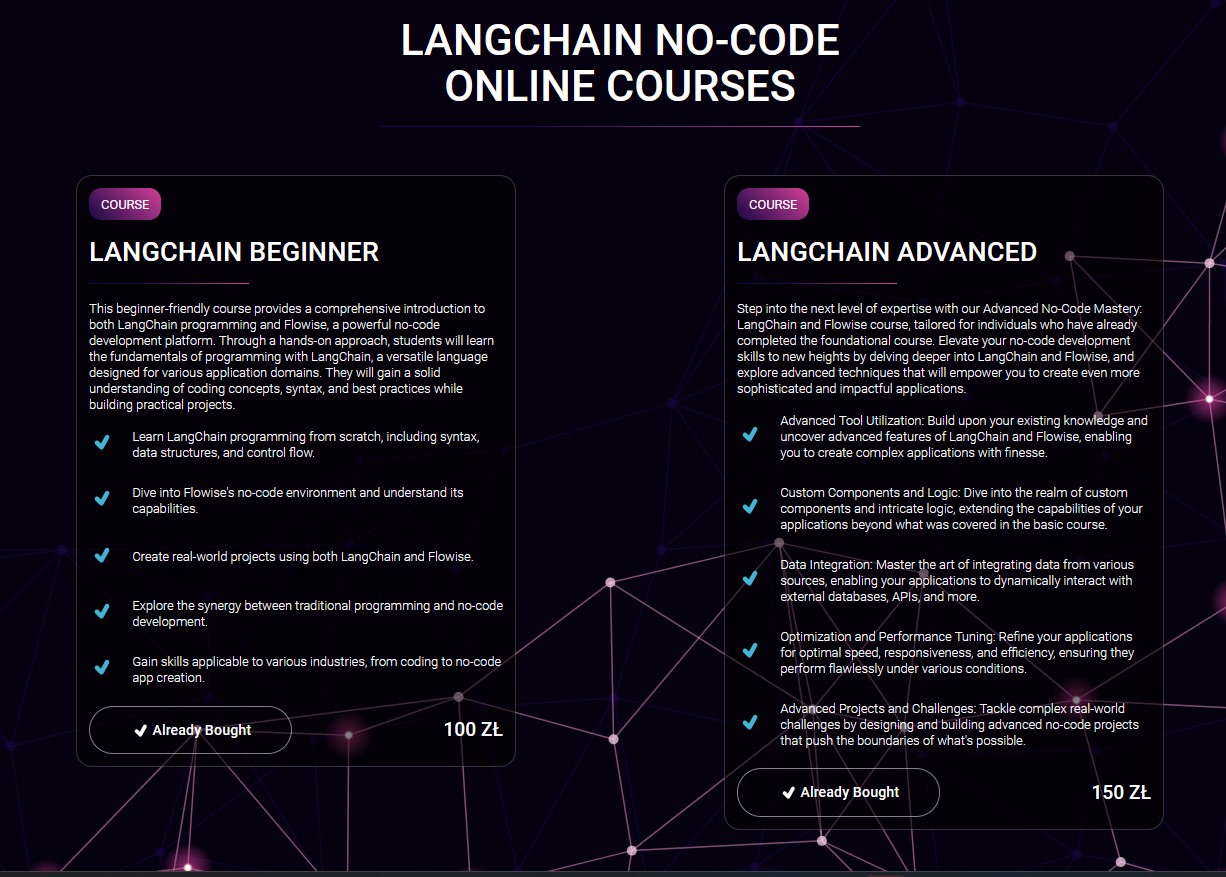 LANGCHAIN NO-CODE
ONLINE COURSES
COURSE
LANGCHAIN BEGINNER
This beginner-friendly course provides a comprehensive introduction to
both LangChain programming and Flowise, a powerful no-code
development platform. Through a hands-on approach, students will learn
the fundamentals of programming with LangChain, a versatile language
designed for various application domains. They will gain a solid
understanding of coding concepts, syntax, and best practices while
building practical projects.
Learn LangChain programming from scratch, including syntax,
data structures, and control flow.
Dive into Flowise's no-code environment and understand its
capabilities.
Create real-world projects using both LangChain and Flowise.
Explore the synergy between traditional programming and no-code
development.
Gain skills applicable to various industries, from coding to no-code
app creation.
Already Bought
100 ZŁ
COURSE
LANGCHAIN ADVANCED
Step into the next level of expertise with our Advanced No-Code Mastery:
LangChain and Flowise course, tailored for individuals who have already
completed the foundational course. Elevate your no-code development
skills to new heights by delving deeper into LangChain and Flowise, and
explore advanced techniques that will empower you to create even more
sophisticated and impactful applications.
Advanced Tool Utilization: Build upon your existing knowledge and
uncover advanced features of LangChain and Flowise, enabling
you to create complex applications with finesse.
Custom Components and Logic: Dive into the realm of custom
components and intricate logic, extending the capabilities of your
applications beyond what was covered in the basic course.
Data Integration: Master the art of integrating data from various
sources, enabling your applications to dynamically interact with
external databases, APIs, and more.
Optimization and Performance Tuning: Refine your applications
for optimal speed, responsiveness, and efficiency, ensuring they
perform flawlessly under various conditions.
Advanced Projects and Challenges: Tackle complex real-world
challenges by designing and building advanced no-code projects
that push the boundaries of what's possible.
Already Bought
150 ZŁ